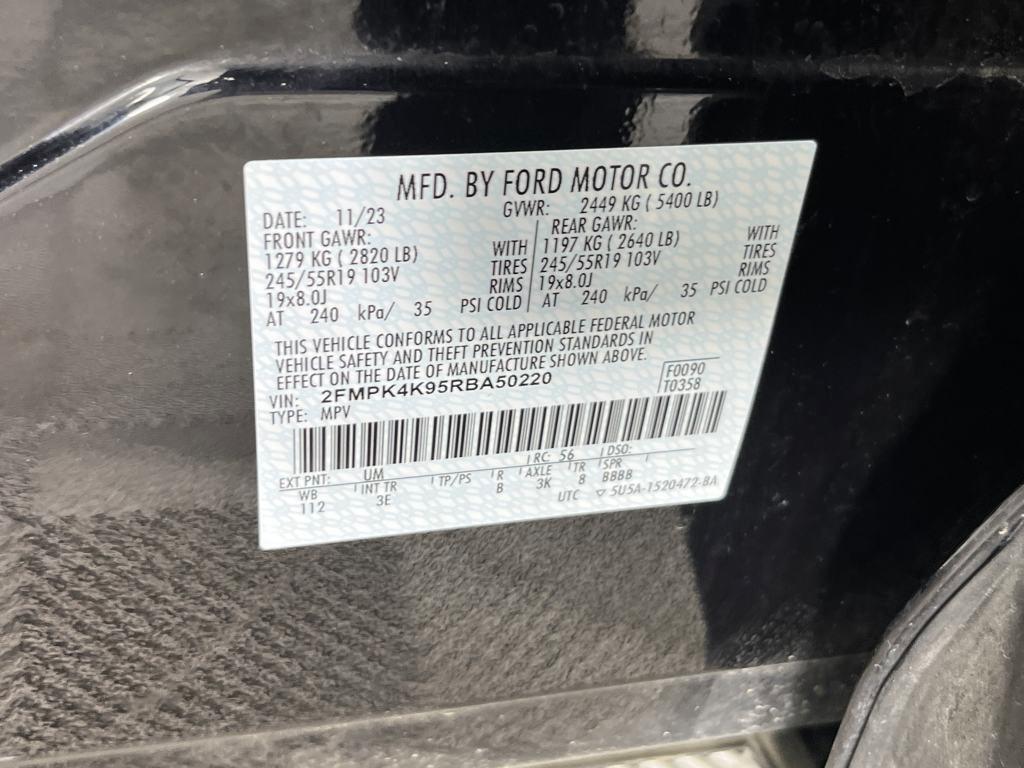 MFD. BY FORD MOTOR CO.
DATE: 11/23 GVWR: 2449 KG ( 5400 LB)
FRONT GAWR: REAR GAWR:
1279 KG ( 2820 LB) WITH 1197 KG ( 2640 LB) WITH
245/55R19 103V TIRES 245/55R19 103V TIRES
19x8.0J RIMS 19x8.0J RIMS
AT 240 kPa/ 35 PSI COLD AT 240 kPa/ 35 PSI COLD
THIS VEHICLE CONFORMS TO ALL APPLICABLE FEDERAL MOTOR
VEHICLE SAFETY AND THEFT PREVENTION STANDARDS IN
EFFECT ON THE DATE OF MANUFACTURE SHOWN ABOVE.
VIN: 2FMPK4K95RBA50220 F0090
TYPE: MPV T0358
EXT PNT: UM RC: 56 DSO:
WB INT TR TP/PS R AXLE TR SPR
112 3E B 3K 8 BBBB
UTC ▽ 5U5A-1520472-BA